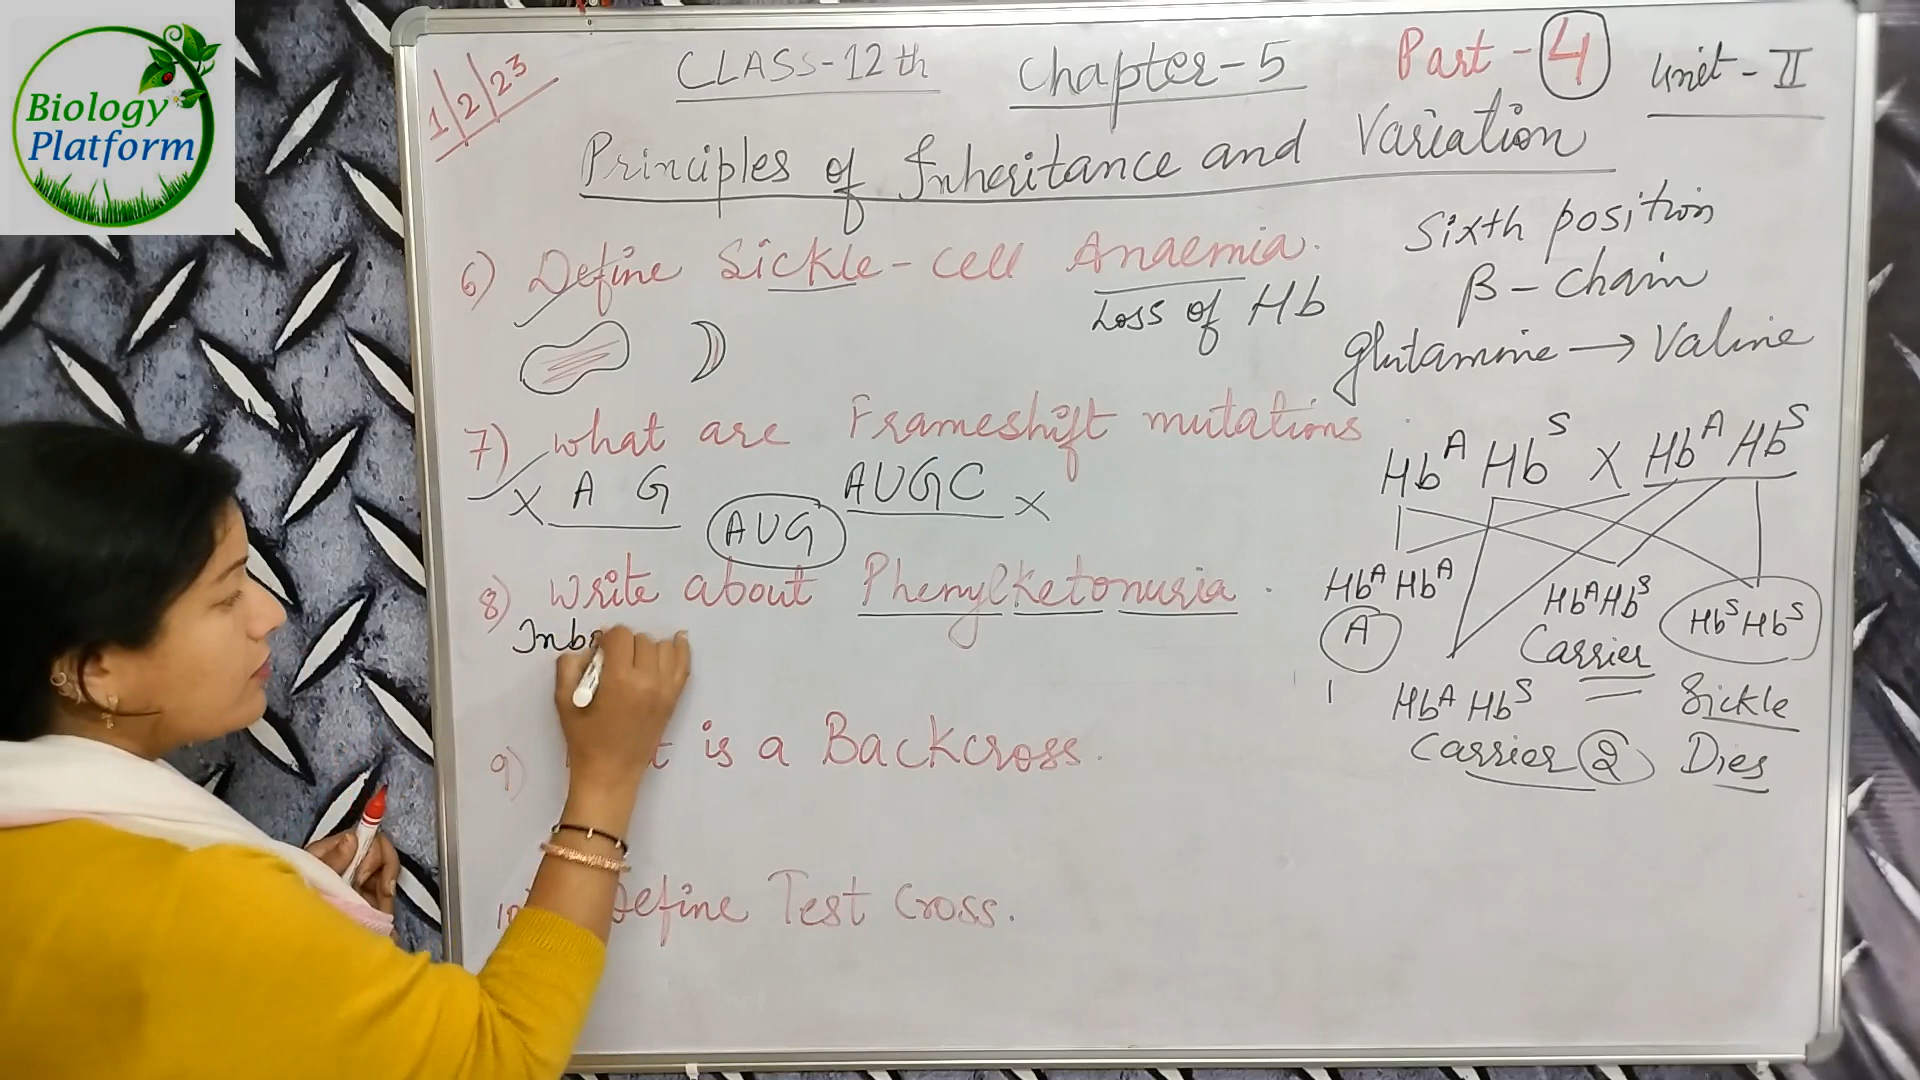 Biology
Platform
1/2/23
CLASS-12th Chapter-5 Part-4 Unit-II
Principles of Inheritance and Variation
6) Define Sickle-cell Anaemia.
Loss of Hb
Sixth position
β-chain
glutamine → Valine
7) What are Frameshift mutations
X A G AUG AUGC X
Hb^A Hb^S X Hb^A Hb^S
Hb^A Hb^A Hb^A Hb^S Hb^S Hb^S
A Carrier Sickle
1 Hb^A Hb^S Dies
Carrier 2
8) Write about Phenylketonuria.
9) is a Backcross.
Define Test Cross.